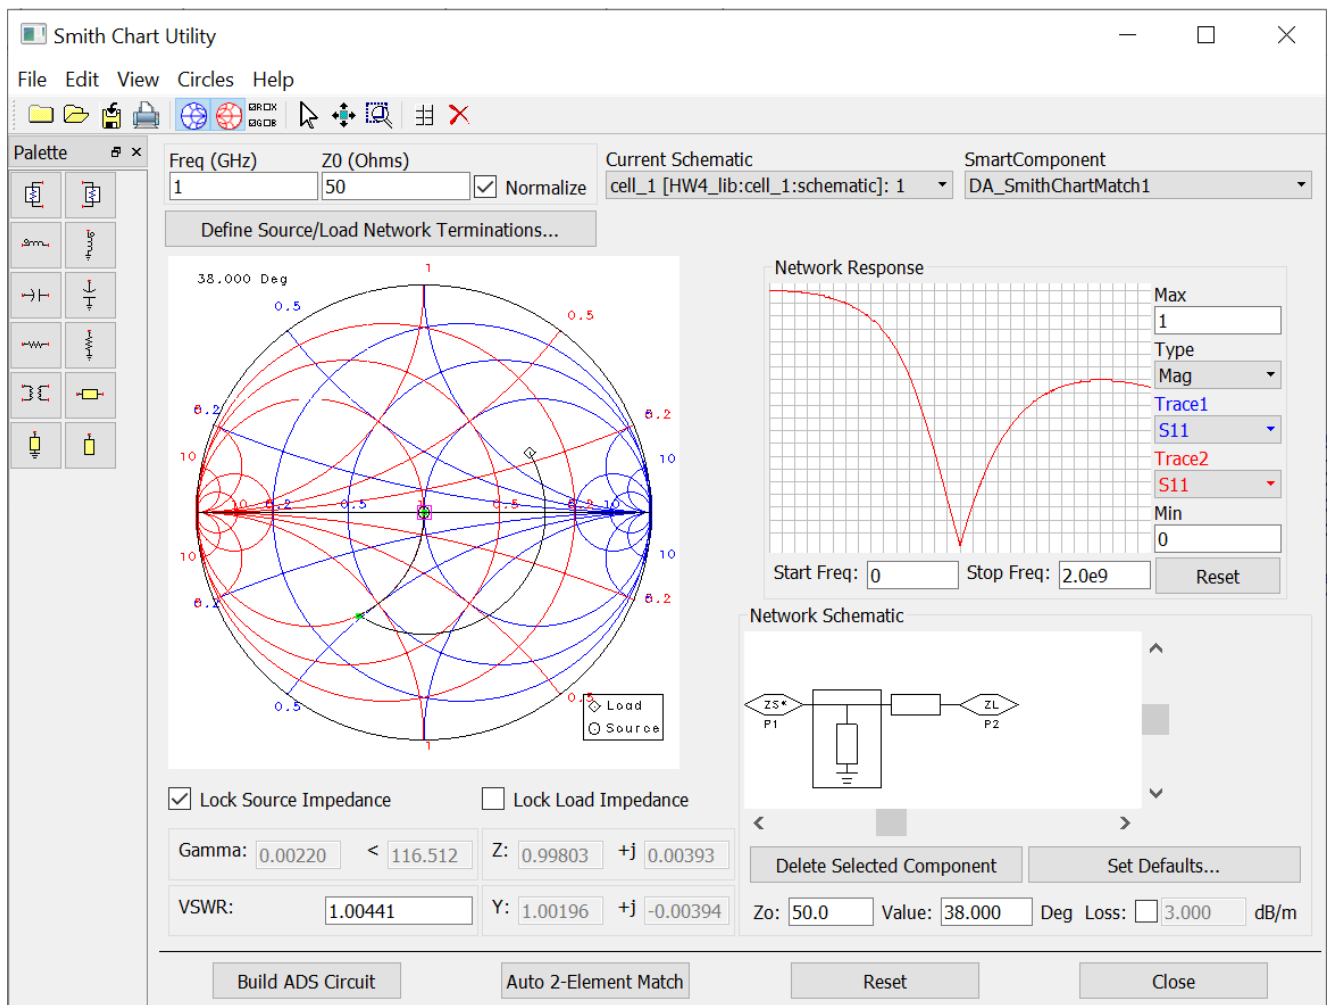 Smith Chart Utility
File Edit View Circles Help
Palette
Freq (GHz) Z0 (Ohms)
1 50 Normalize
Current Schematic SmartComponent
cell_1 [HW4_lib:cell_1:schematic]: 1 DA_SmithChartMatch1
Define Source/Load Network Terminations...
38.000 Deg
1
0.5 0.5
0.2
10 10
0.5 1 0.5
10 10
0.2
0.5 0.5
1
Load
Source
Network Response
Max
1
Type
Mag
Trace1
S11
Trace2
S11
Min
0
Start Freq: 0 Stop Freq: 2.0e9 Reset
Network Schematic
ZS* ZL
P1 P2
Lock Source Impedance Lock Load Impedance
Gamma: 0.00220 < 116.512 Z: 0.99803 +j 0.00393
VSWR: 1.00441 Y: 1.00196 +j -0.00394
Delete Selected Component Set Defaults...
Zo: 50.0 Value: 38.000 Deg Loss: 3.000 dB/m
Build ADS Circuit Auto 2-Element Match Reset Close